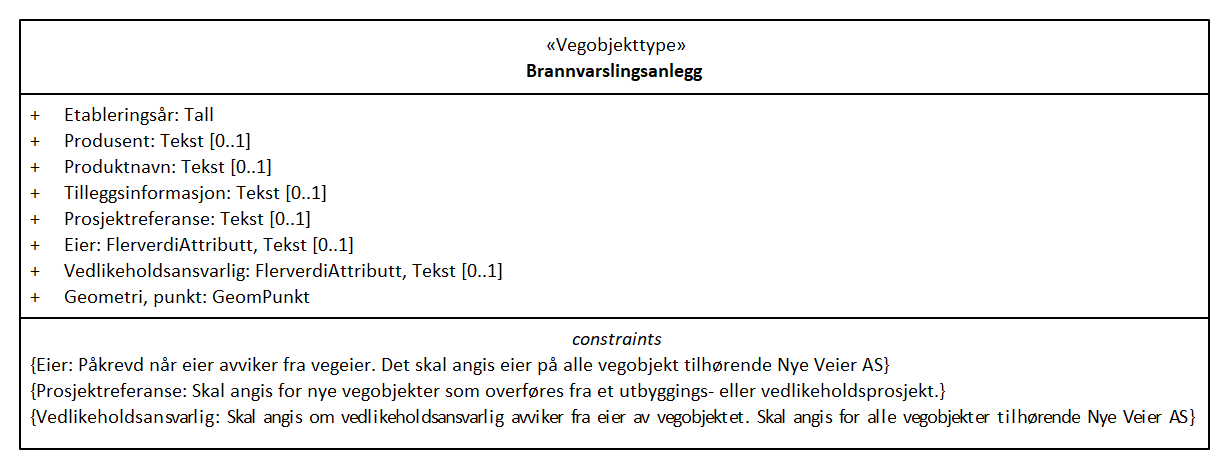 «Vegobjekttype»
Brannvarslingsanlegg
+ Etableringsår: Tall
+ Produsent: Tekst [0..1]
+ Produktnavn: Tekst [0..1]
+ Tilleggsinformasjon: Tekst [0..1]
+ Prosjektreferanse: Tekst [0..1]
+ Eier: FlerverdiAttributt, Tekst [0..1]
+ Vedlikeholdsansvarlig: FlerverdiAttributt, Tekst [0..1]
+ Geometri, punkt: GeomPunkt
constraints
{Eier: Påkrevd når eier avviker fra vegeier. Det skal angis eier på alle vegobjekt tilhørende Nye Veier AS}
{Prosjektreferanse: Skal angis for nye vegobjekter som overføres fra et utbyggings- eller vedlikeholdsprosjekt.}
{Vedlikeholdsansvarlig: Skal angis om vedlikeholdsansvarlig avviker fra eier av vegobjektet. Skal angis for alle vegobjekter tilhørende Nye Veier AS}